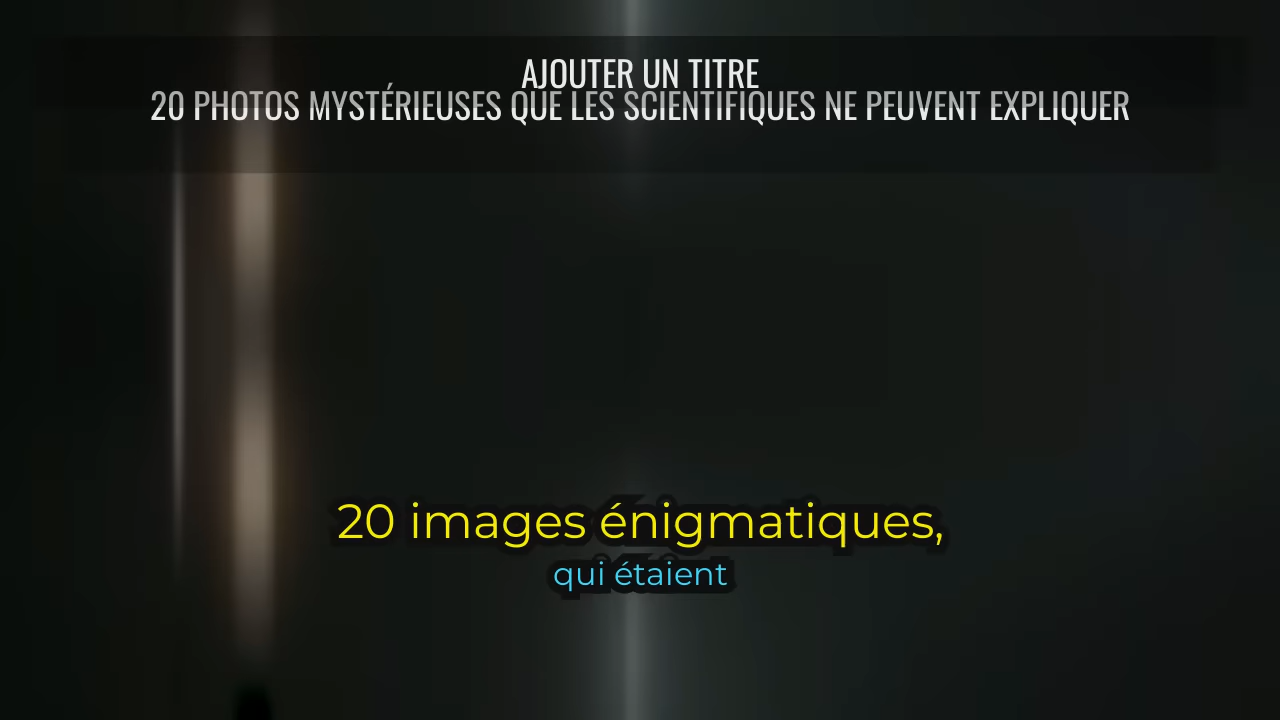 AJOUTER UN TITRE
20 PHOTOS MYSTÉRIEUSES QUE LES SCIENTIFIQUES NE PEUVENT EXPLIQUER
20 images énigmatiques,
qui étaient